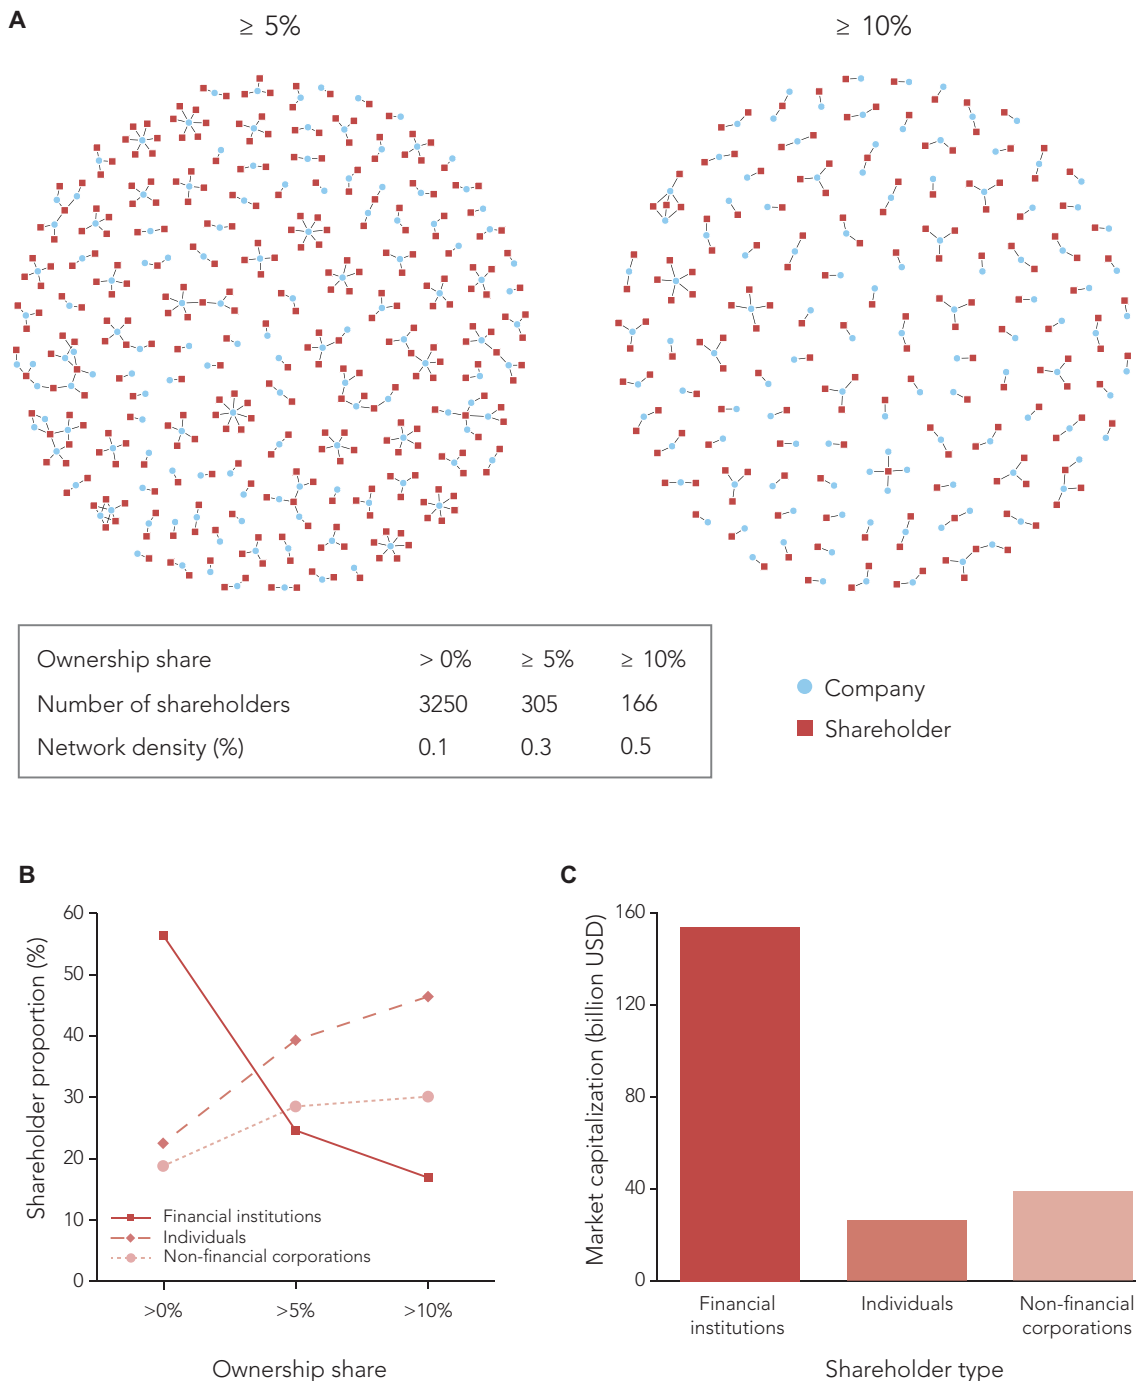 A
≥ 5%
≥ 10%
Ownership share > 0% ≥ 5% ≥ 10%
Number of shareholders 3250 305 166
Network density (%) 0.1 0.3 0.5
Company
Shareholder
B
Shareholder proportion (%)
60
50
40
30
20
10
0
Financial institutions
Individuals
Non-financial corporations
>0% >5% >10%
Ownership share
C
Market capitalization (billion USD)
160
120
80
40
0
Financial institutions
Individuals
Non-financial corporations
Shareholder type